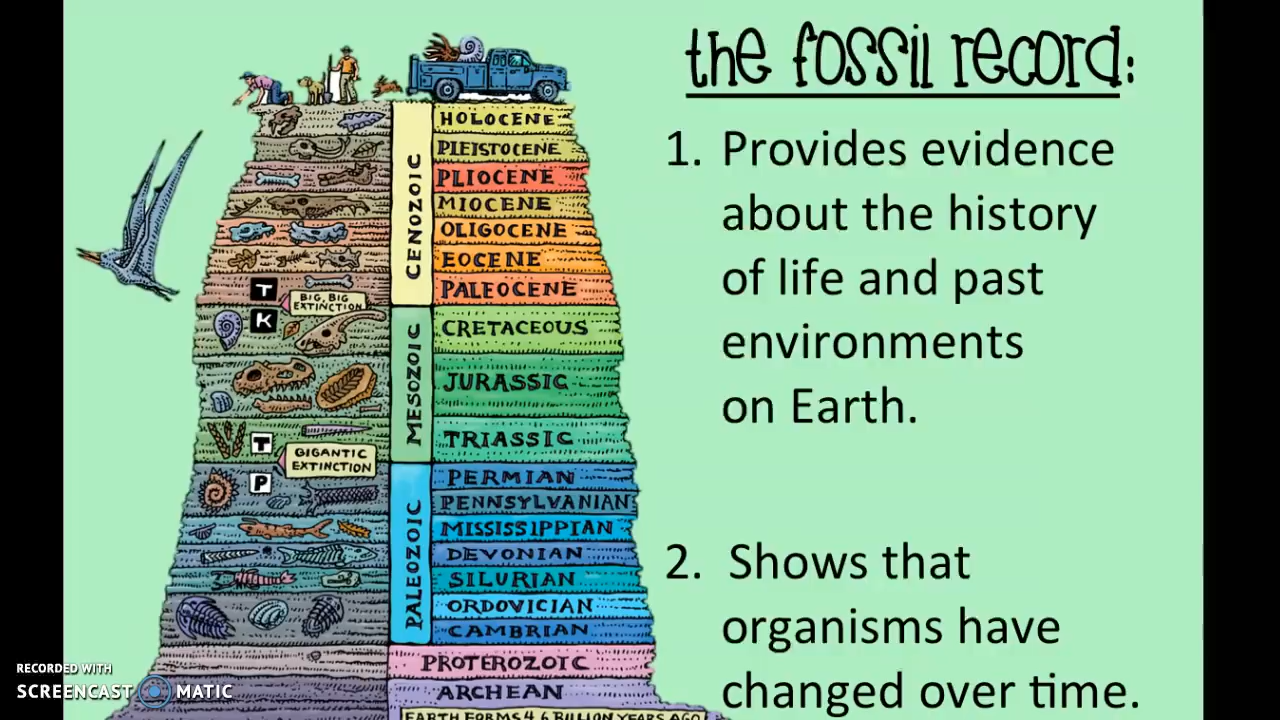 the fossil record:
1. Provides evidence
about the history
of life and past
environments
on Earth.
2. Shows that
organisms have
changed over time.
CENOZOIC
HOLOCENE
PLEISTOCENE
PLIOCENE
MIOCENE
OLIGOCENE
EOCENE
PALEOCENE
T
BIG, BIG
EXTINCTION
K
MESOZOIC
CRETACEOUS
JURASSIC
TRIASSIC
T
GIGANTIC
EXTINCTION
P
PALEOZOIC
PERMIAN
PENNSYLVANIAN
MISSISSIPPIAN
DEVONIAN
SILURIAN
ORDOVICIAN
CAMBRIAN
PROTEROZOIC
ARCHEAN
EARTH FORMS 4.6 BILLION YEARS AGO
RECORDED WITH
SCREENCAST MATIC